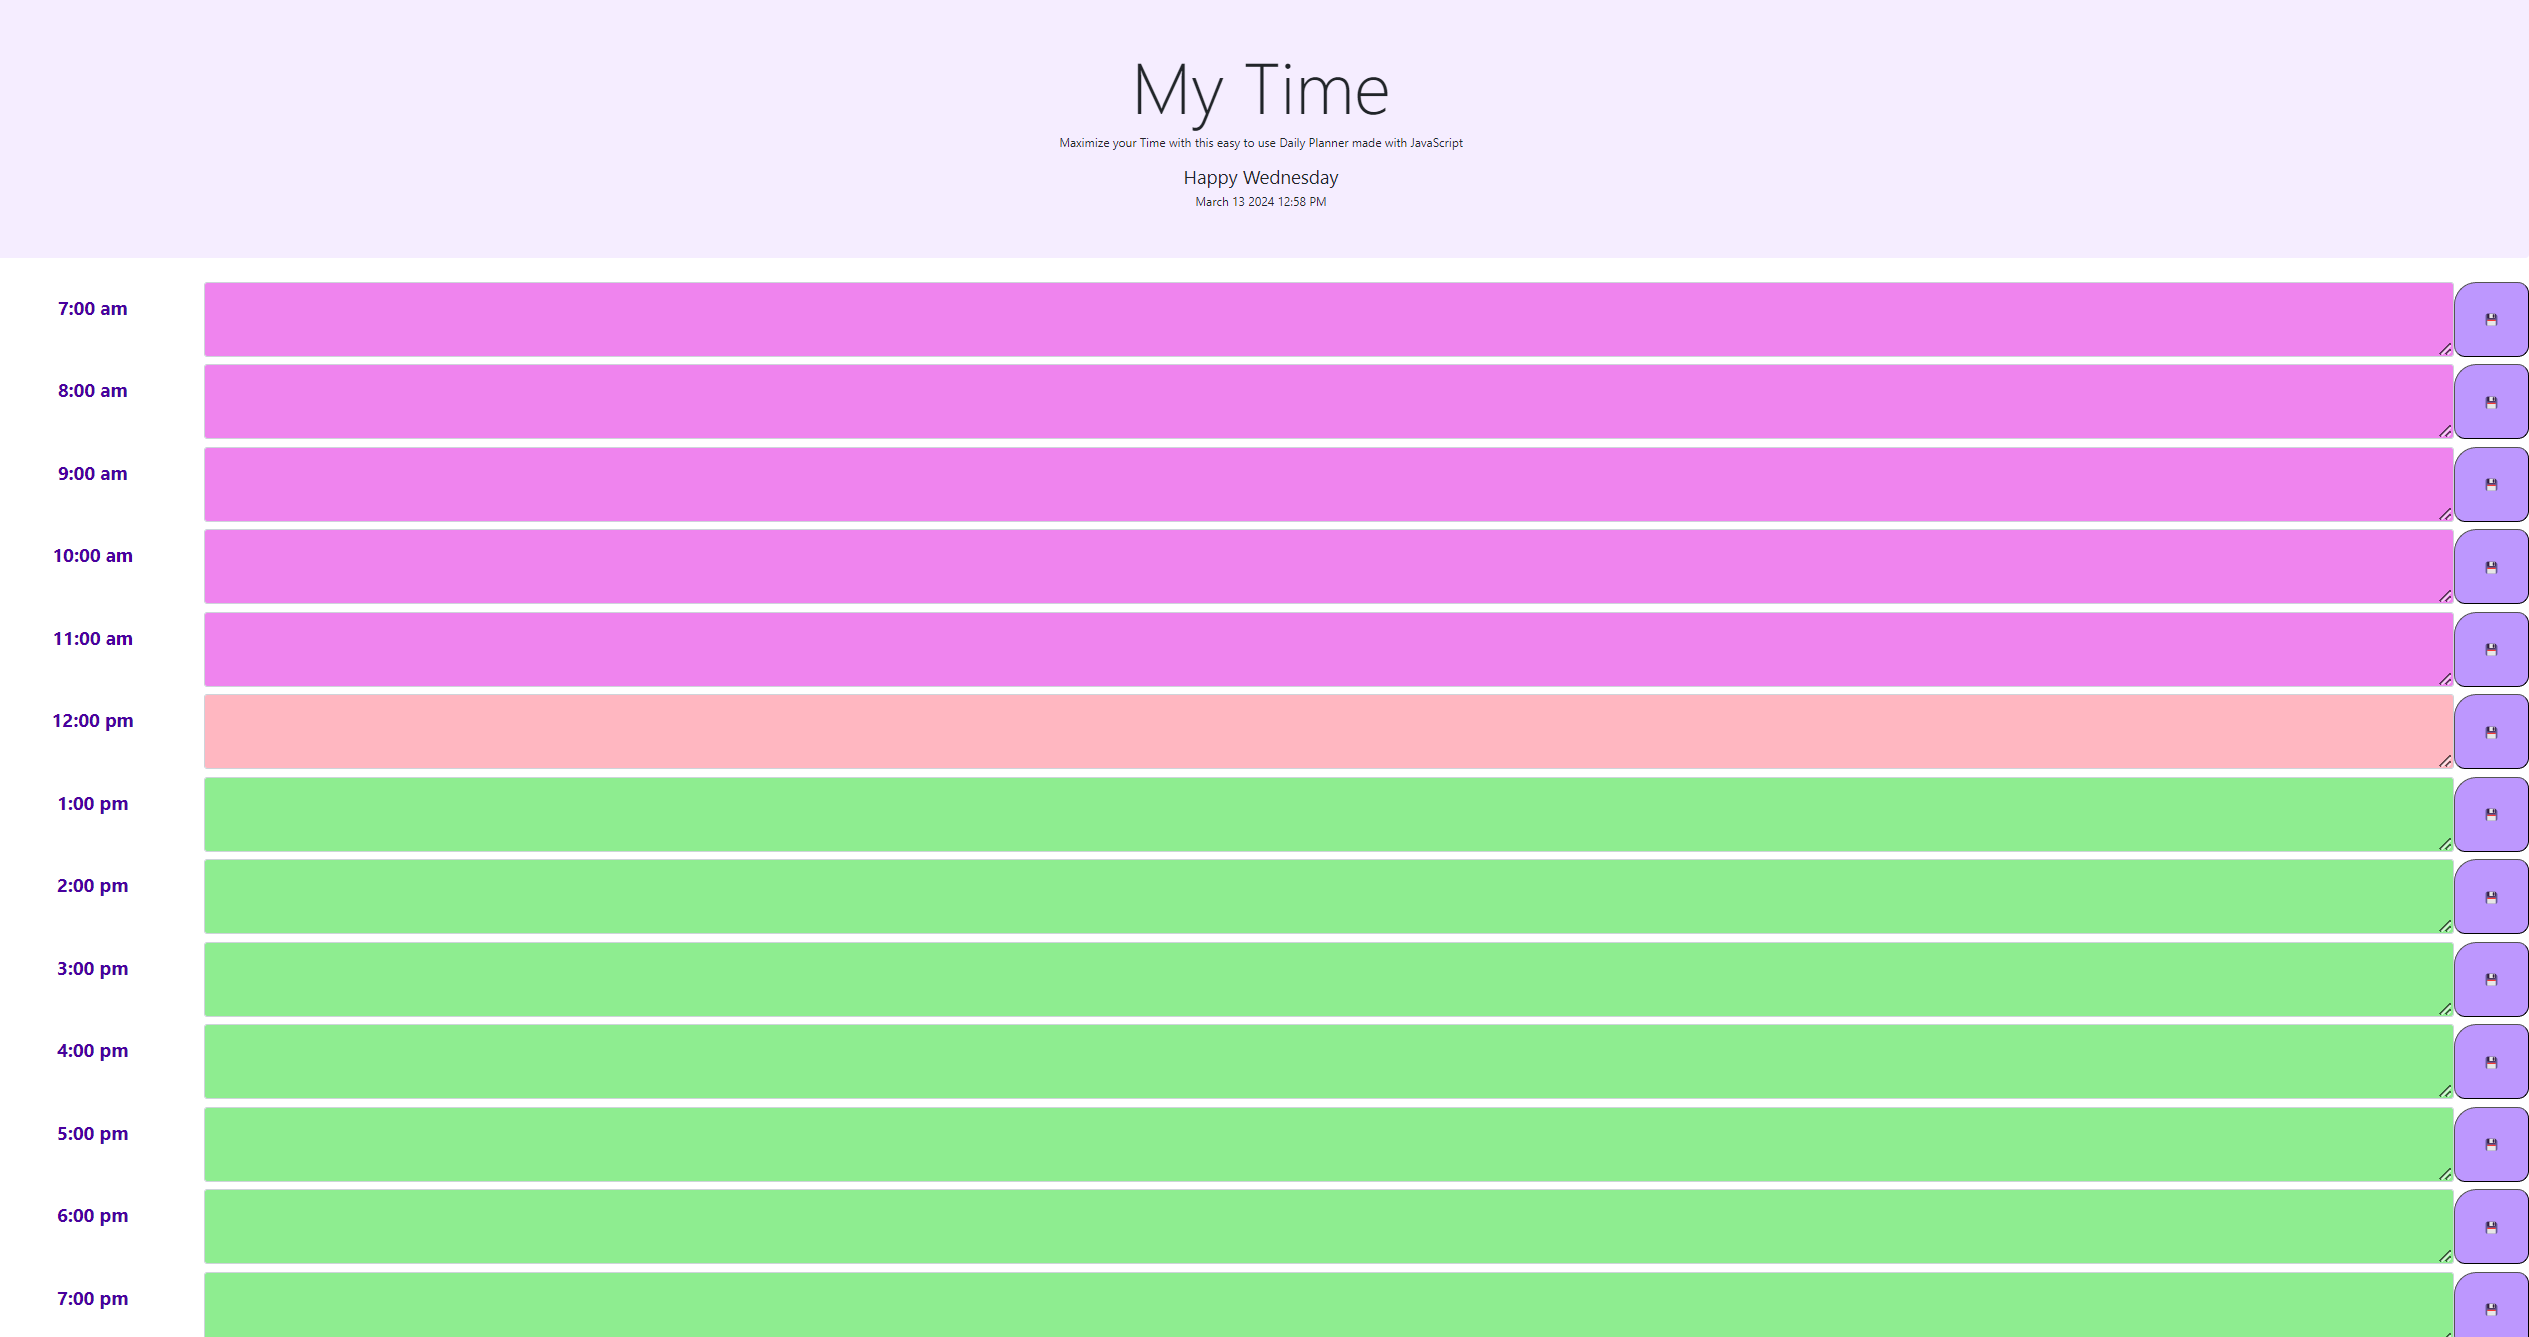 My Time
Maximize your Time with this easy to use Daily Planner made with JavaScript
Happy Wednesday
March 13 2024 12:58 PM
7:00 am
8:00 am
9:00 am
10:00 am
11:00 am
12:00 pm
1:00 pm
2:00 pm
3:00 pm
4:00 pm
5:00 pm
6:00 pm
7:00 pm